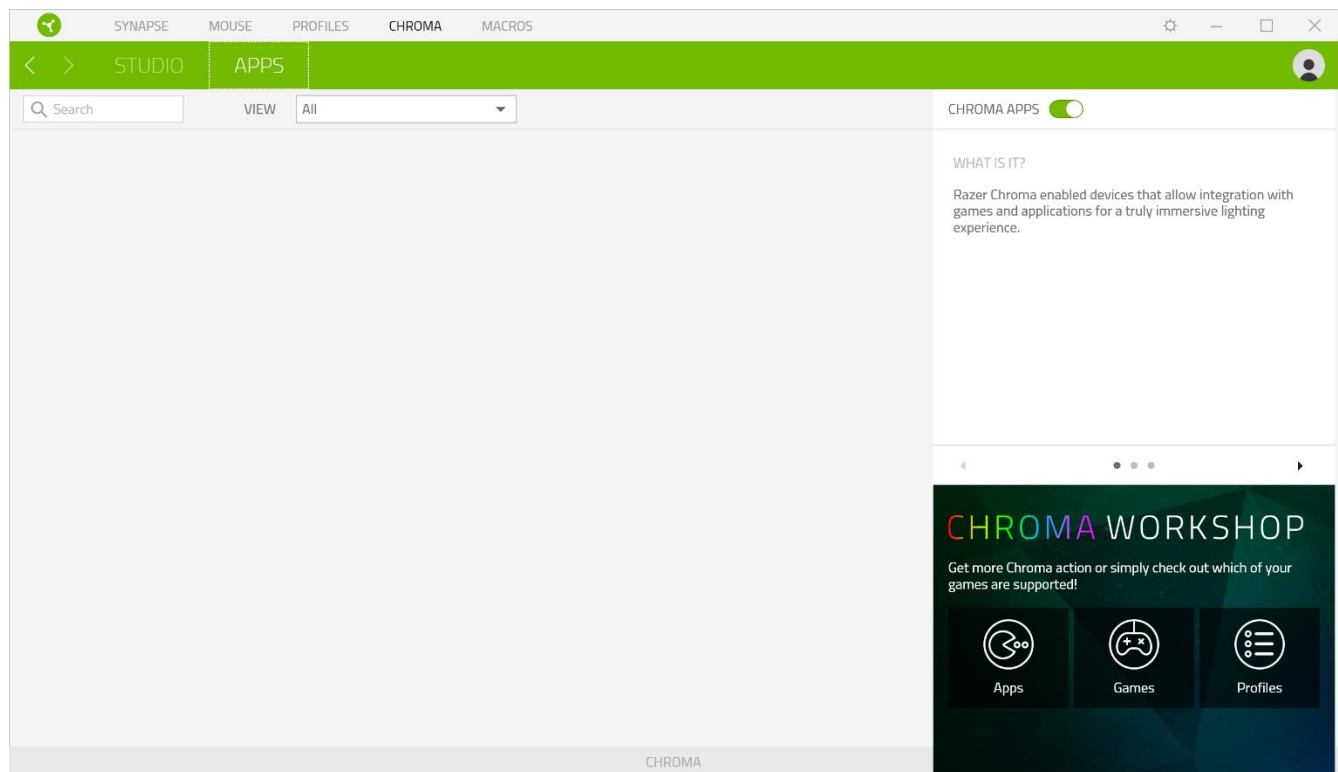 SYNAPSE MOUSE PROFILES CHROMA MACROS
STUDIO APPS
Search VIEW All CHROMA APPS
WHAT IS IT?
Razer Chroma enabled devices that allow integration with
games and applications for a truly immersive lighting
experience.
CHROMA WORKSHOP
Get more Chroma action or simply check out which of your
games are supported!
Apps Games Profiles
CHROMA